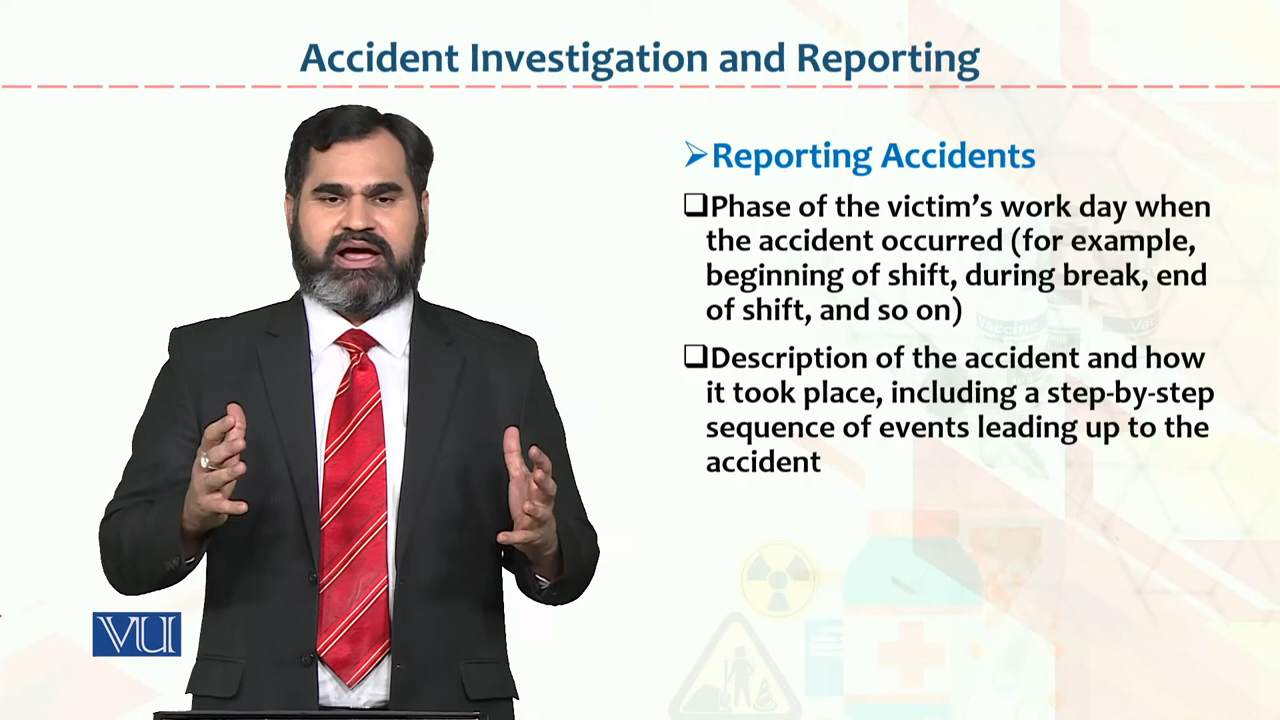 Accident Investigation and Reporting
➢Reporting Accidents
❑Phase of the victim's work day when
the accident occurred (for example,
beginning of shift, during break, end
of shift, and so on)
❑Description of the accident and how
it took place, including a step-by-step
sequence of events leading up to the
accident
Vaccine
VU